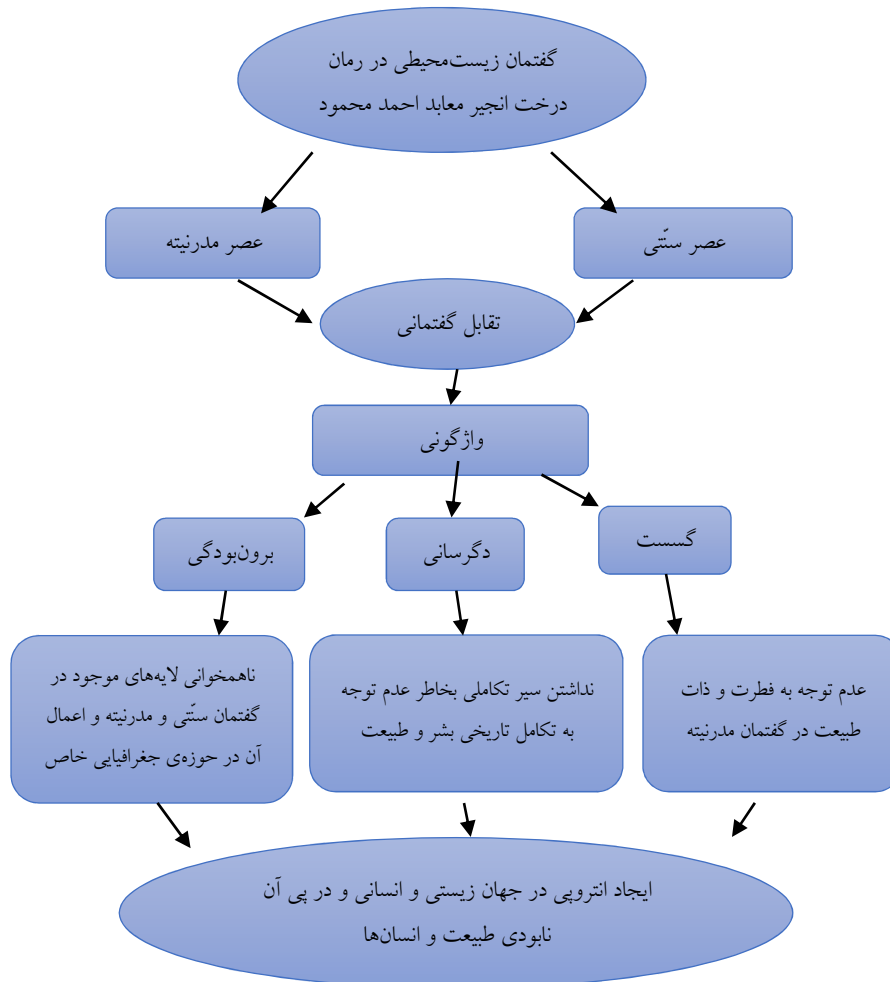 گفتمان زیست‌محیطی در رمان
درخت انجیر معابد احمد محمود
عصر سنّتی
عصر مدرنیته
تقابل گفتمانی
واژگونی
گسست
دگرسانی
برون‌بودگی
عدم توجه به فطرت و ذات
طبیعت در گفتمان مدرنیته
نداشتن سیر تکاملی بخاطر عدم توجه
به تکامل تاریخی بشر و طبیعت
ناهمخوانی لایه‌های موجود در
گفتمان سنّتی و مدرنیته و اعمال
آن در حوزه‌ی جغرافیایی خاص
ایجاد انتروپی در جهان زیستی و انسانی و در پی آن
نابودی طبیعت و انسان‌ها